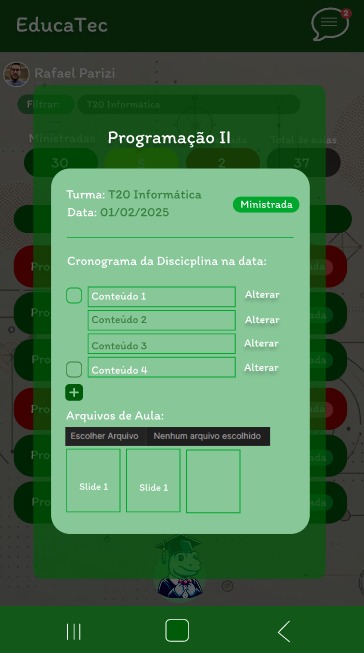 EducaTec
2
Rafael Parizi
Filtrar: T20 Informática
Ministradas Total de aulas
Programação II
30 5 2 37
Turma: T20 Informática
Ministrada
Data: 01/02/2025
Cronograma da Discicplina na data:
Conteúdo 1 Alterar
Conteúdo 2 Alterar
Conteúdo 3 Alterar
Conteúdo 4 Alterar
+
Arquivos de Aula:
Escolher Arquivo Nenhum arquivo escolhido
Slide 1 Slide 1